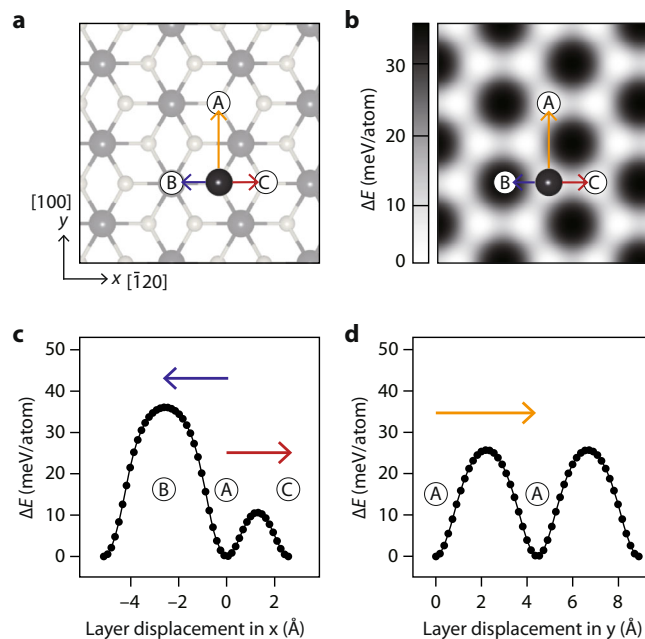 a
A
B
C
[100]
y
x [1̄20]
b
ΔE (meV/atom)
30
20
10
0
A
B
C
c
ΔE (meV/atom)
50
40
30
20
10
0
B
A
C
−4
−2
0
2
Layer displacement in x (Å)
d
ΔE (meV/atom)
50
40
30
20
10
0
A
A
0
2
4
6
8
Layer displacement in y (Å)